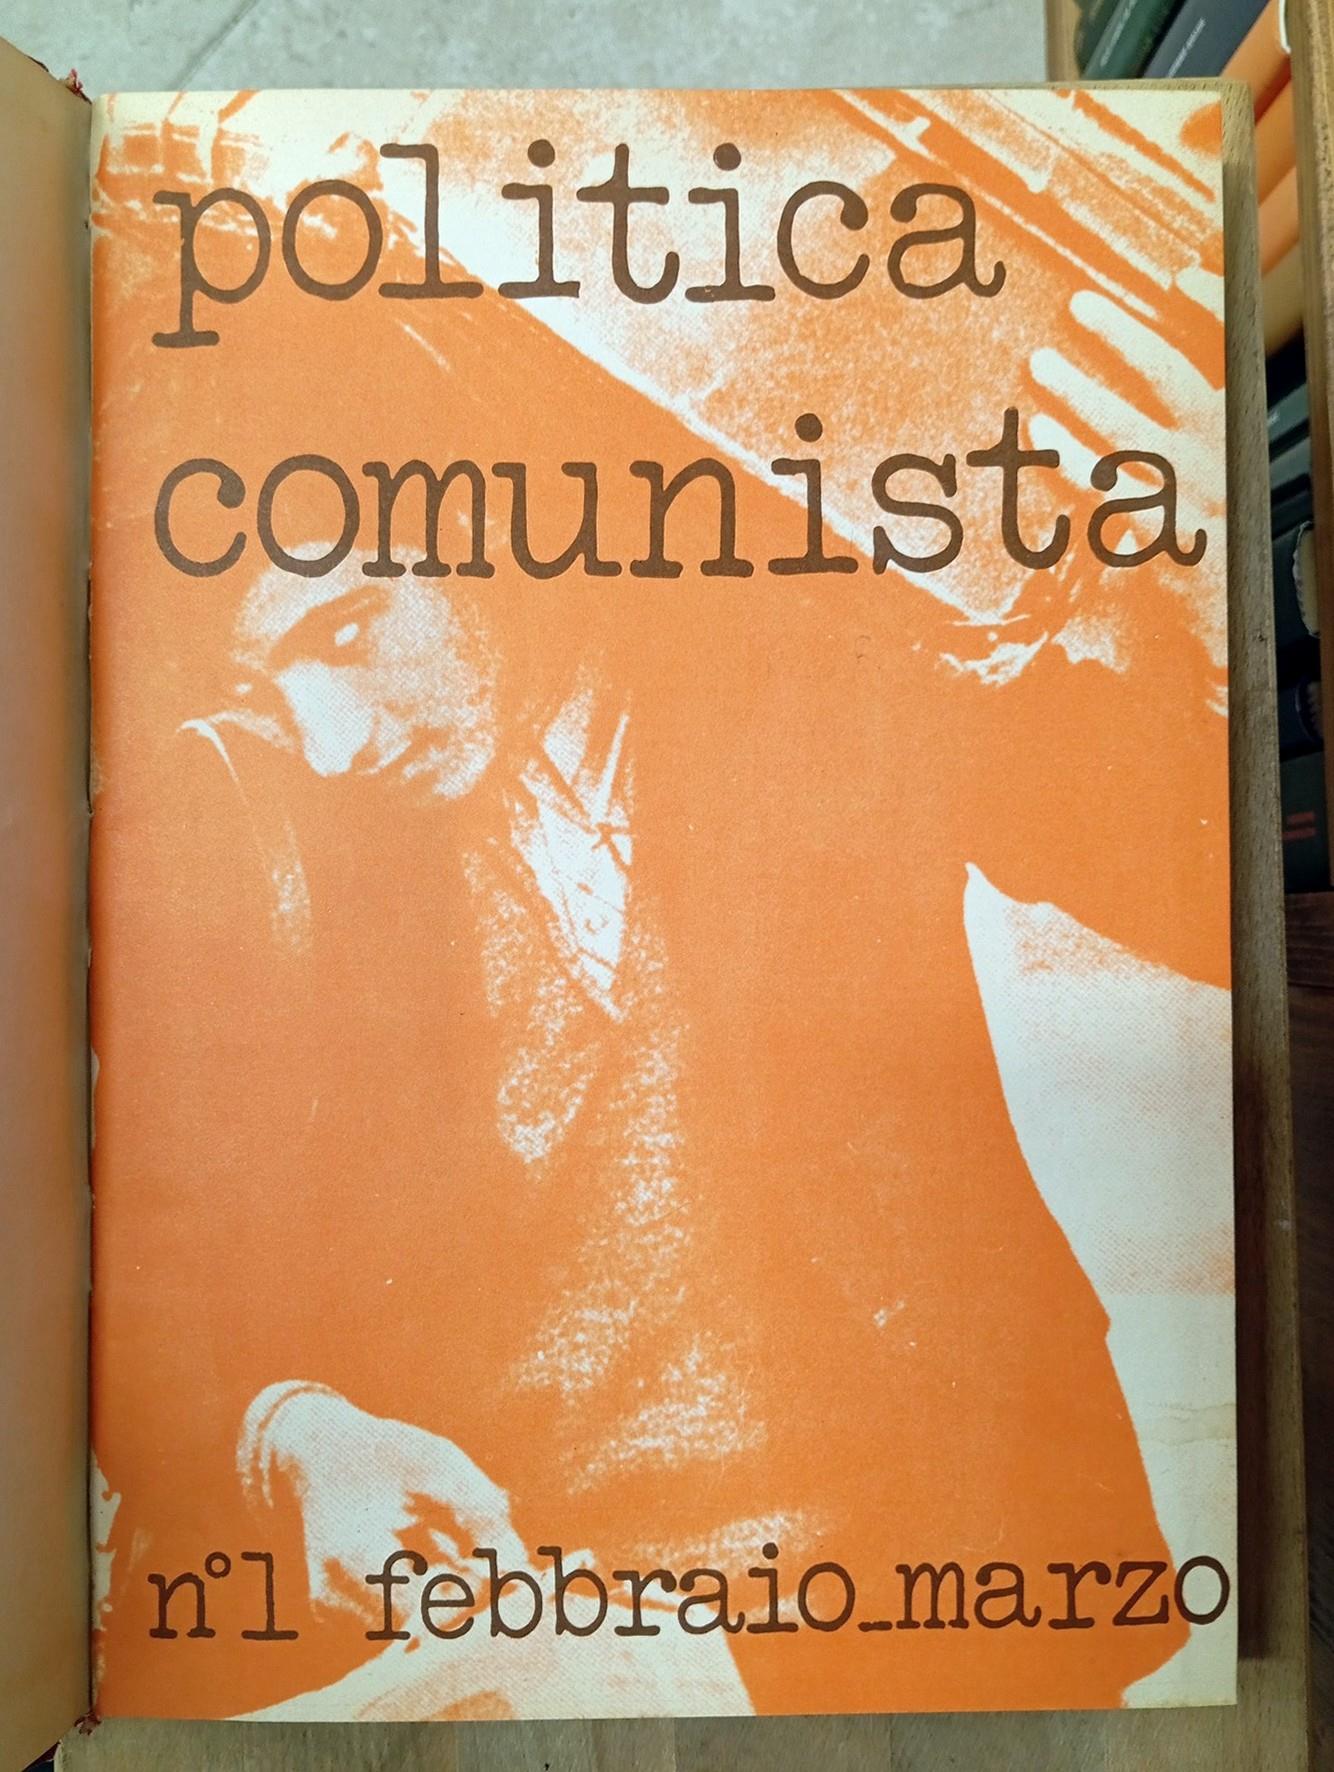 politica
comunista
n°1 febbraio_marzo